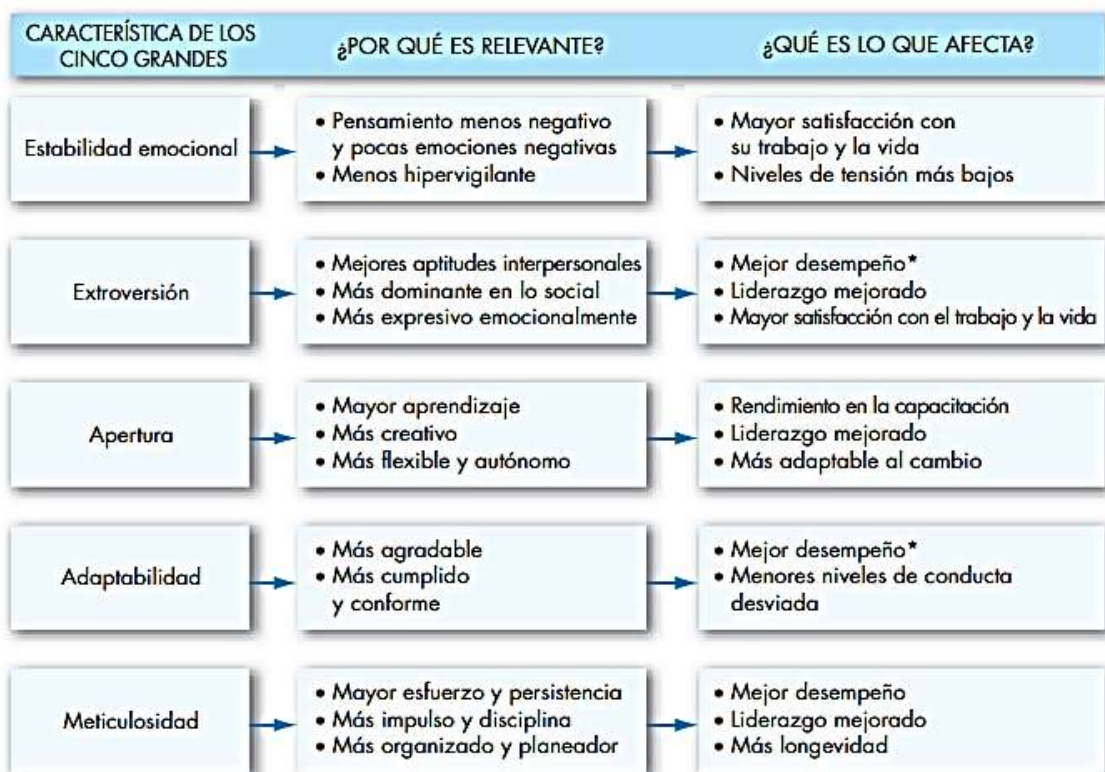 CARACTERÍSTICA DE LOS
CINCO GRANDES
¿POR QUÉ ES RELEVANTE?
¿QUÉ ES LO QUE AFECTA?
Estabilidad emocional
• Pensamiento menos negativo
y pocas emociones negativas
• Menos hipervigilante
• Mayor satisfacción con
su trabajo y la vida
• Niveles de tensión más bajos
Extroversión
• Mejores aptitudes interpersonales
• Más dominante en lo social
• Más expresivo emocionalmente
• Mejor desempeño*
• Liderazgo mejorado
• Mayor satisfacción con el trabajo y la vida
Apertura
• Mayor aprendizaje
• Más creativo
• Más flexible y autónomo
• Rendimiento en la capacitación
• Liderazgo mejorado
• Más adaptable al cambio
Adaptabilidad
• Más agradable
• Más cumplido
y conforme
• Mejor desempeño*
• Menores niveles de conducta
desviada
Meticulosidad
• Mayor esfuerzo y persistencia
• Más impulso y disciplina
• Más organizado y planeador
• Mejor desempeño
• Liderazgo mejorado
• Más longevidad